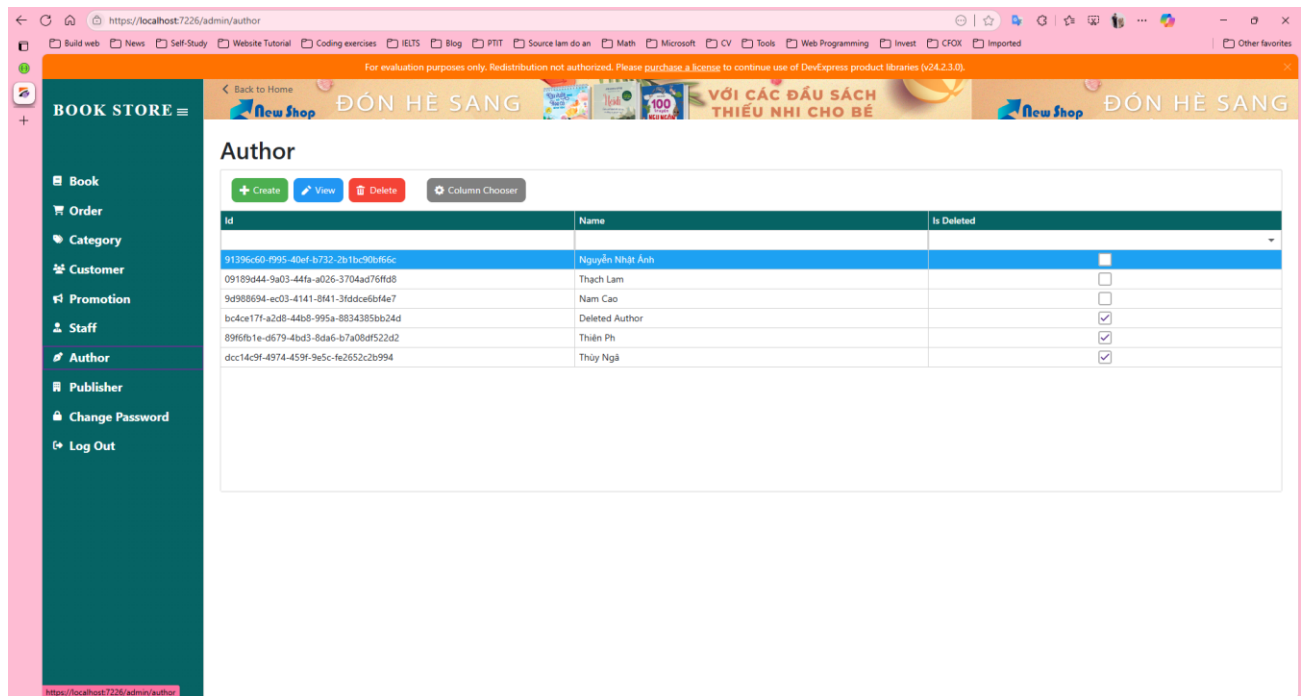 https://localhost:7226/admin/author
Build web News Self-Study Website Tutorial Coding exercises IELTS Blog PTIT Source lam do an Math Microsoft CV Tools Web Programming Invest CFOX Imported Other favorites
For evaluation purposes only. Redistribution not authorized. Please purchase a license to continue use of DevExpress product libraries (v24.2.3.0).
BOOK STORE
Back to Home
New Shop
ĐÓN HÈ SANG
100
VỚI CÁC ĐẦU SÁCH
THIẾU NHI CHO BÉ
New Shop
ĐÓN HÈ SANG
Book
Order
Category
Customer
Promotion
Staff
Author
Publisher
Change Password
Log Out
Author
Create View Delete Column Chooser
Id Name Is Deleted
91396c60-f995-40ef-b732-2b1bc90bf66c Nguyễn Nhật Ánh
09189d44-9a03-44fa-a026-3704ad76ffd8 Thạch Lam
9d988694-ec03-4141-8f41-3fddce6bf4e7 Nam Cao
bc4ce17f-a2d8-44b8-995a-8834385bb24d Deleted Author
89f6fb1e-d679-4bd3-8da6-b7a08df522d2 Thiên Ph
dcc14c9f-4974-459f-9e5c-fe2652c2b994 Thúy Ngâ
https://localhost:7226/admin/author